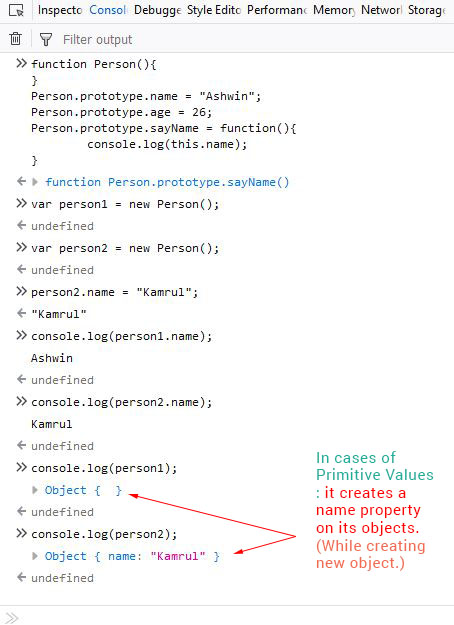 Inspecto Consol Debugge Style Edito Performan Memory Networ Storag
Filter output
>> function Person(){
}
Person.prototype.name = "Ashwin";
Person.prototype.age = 26;
Person.prototype.sayName = function(){
console.log(this.name);
}
← ▶ function Person.prototype.sayName()
>> var person1 = new Person();
← undefined
>> var person2 = new Person();
← undefined
>> person2.name = "Kamrul";
← "Kamrul"
>> console.log(person1.name);
Ashwin
← undefined
>> console.log(person2.name);
Kamrul
← undefined
>> console.log(person1);
▶ Object { }
← undefined
>> console.log(person2);
▶ Object { name: "Kamrul" }
← undefined
>>
In cases of
Primitive Values
: it creates a
name property
on its objects.
(While creating
new object.)